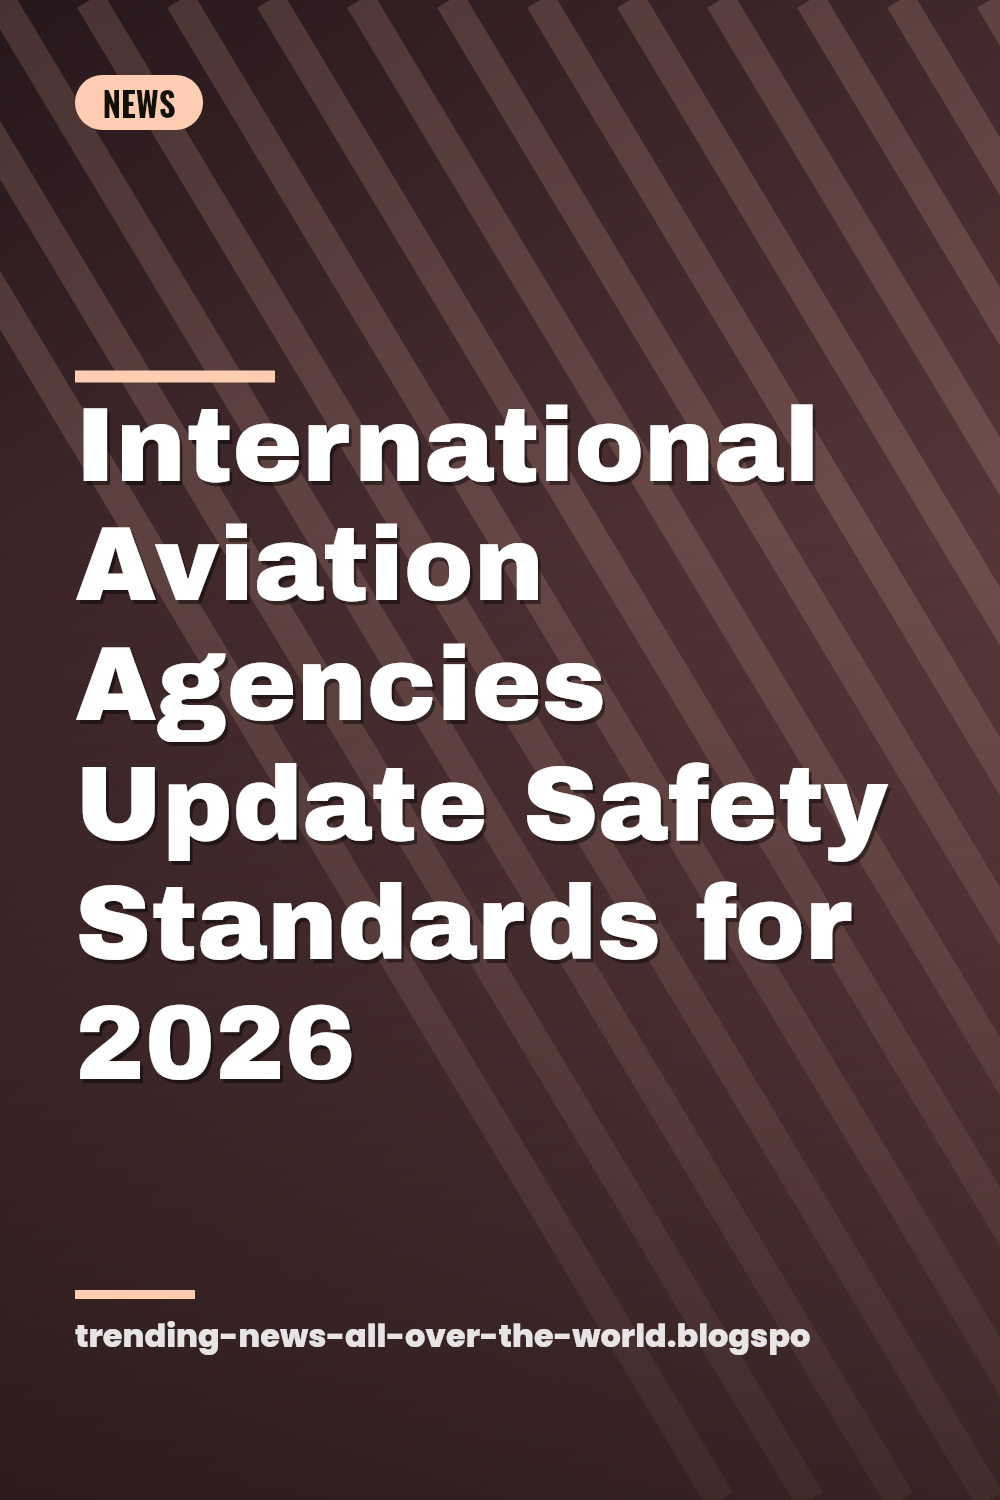 NEWS
International
Aviation
Agencies
Update Safety
Standards for
2026
trending-news-all-over-the-world.blogspo